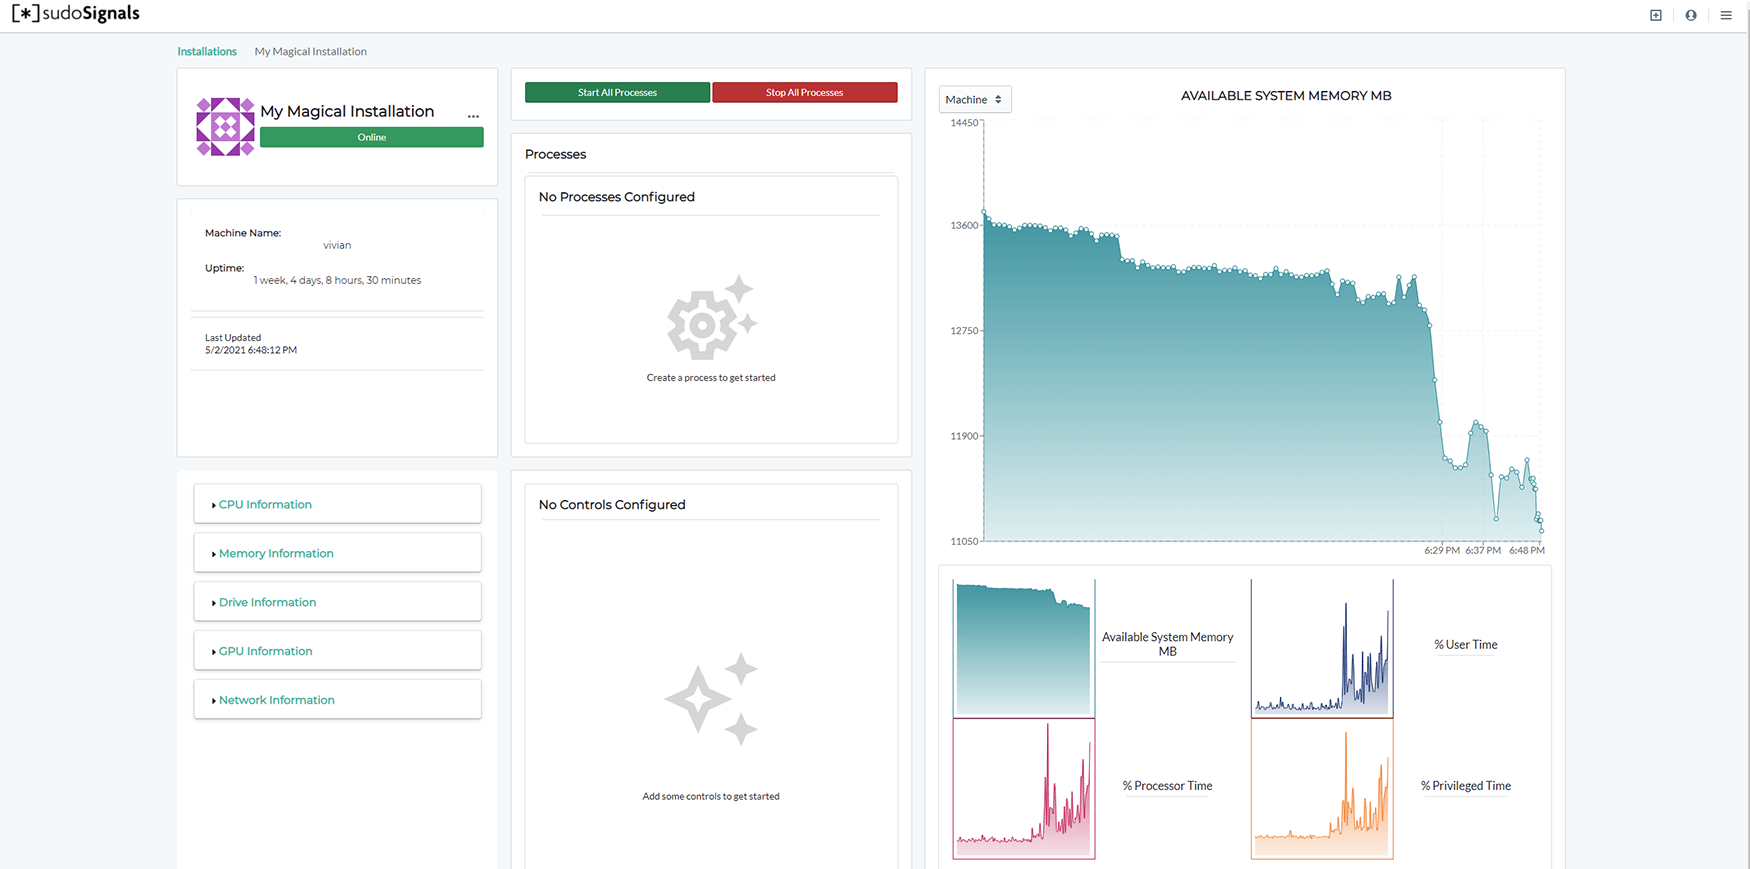 [*]sudoSignals
Installations My Magical Installation
My Magical Installation
...
Online
Machine Name:
vivian
Uptime:
1 week, 4 days, 8 hours, 30 minutes
Last Updated
5/2/2021 6:48:12 PM
CPU Information
Memory Information
Drive Information
GPU Information
Network Information
Start All Processes Stop All Processes
Processes
No Processes Configured
Create a process to get started
No Controls Configured
Add some controls to get started
Machine
AVAILABLE SYSTEM MEMORY MB
14450
13600
12750
11900
11050
6:29 PM 6:37 PM 6:48 PM
Available System Memory
MB
% User Time
% Processor Time
% Privileged Time